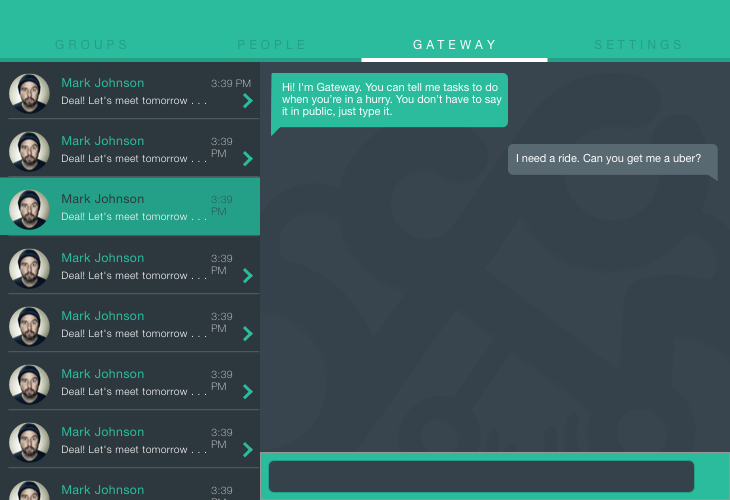 GROUPS
PEOPLE
GATEWAY
SETTINGS
Mark Johnson
3:39 PM
Deal! Let's meet tomorrow . . .
Mark Johnson
3:39
PM
Deal! Let's meet tomorrow . . .
Mark Johnson
3:39
PM
Deal! Let's meet tomorrow . . .
Mark Johnson
3:39
PM
Deal! Let's meet tomorrow . . .
Mark Johnson
3:39
PM
Deal! Let's meet tomorrow . . .
Mark Johnson
3:39
PM
Deal! Let's meet tomorrow . . .
Mark Johnson
3:39
PM
Deal! Let's meet tomorrow . . .
Mark Johnson
3:39
Hi! I'm Gateway. You can tell me tasks to do
when you're in a hurry. You don't have to say
it in public, just type it.
I need a ride. Can you get me a uber?